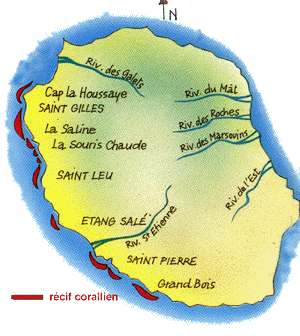 N
Riv. des Galets
Cap la Houssaye
SAINT GILLES
Riv. du Mât
Riv. des Roches
La Saline
La Souris Chaude
Riv. des Marsouins
SAINT LEU
Riv. de l'Est
ETANG SALÉ
Riv. St Etienne
SAINT PIERRE
Grand Bois
récif corallien